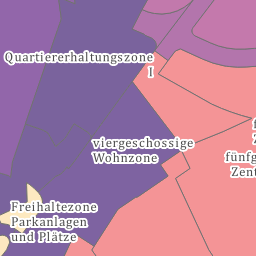 Quartiererhaltungszone
I
viergeschossige
Wohnzone
fünfg
Zent
Freihaltezone
Parkanlagen
und Plätze